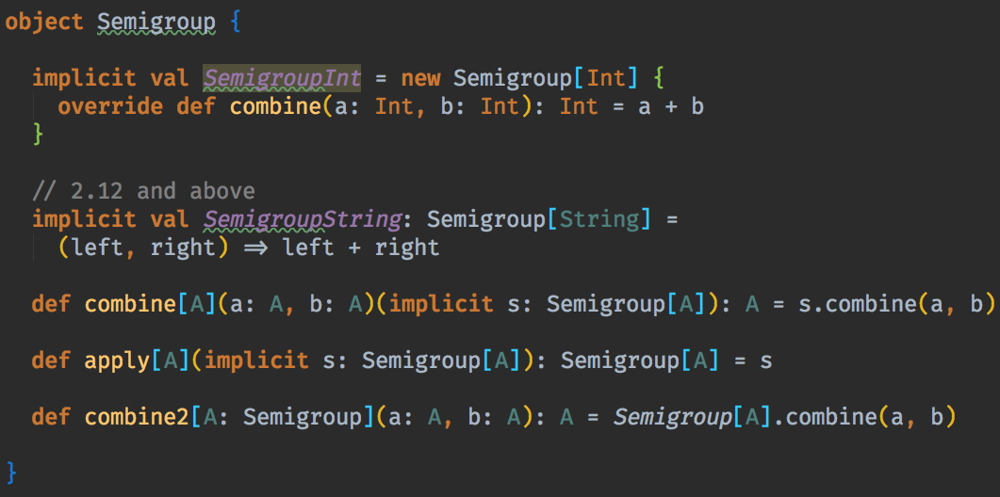 object Semigroup {
implicit val SemigroupInt = new Semigroup[Int] {
override def combine(a: Int, b: Int): Int = a + b
}
// 2.12 and above
implicit val SemigroupString: Semigroup[String] =
(left, right) ⇒ left + right
def combine[A](a: A, b: A)(implicit s: Semigroup[A]): A = s.combine(a, b)
def apply[A](implicit s: Semigroup[A]): Semigroup[A] = s
def combine2[A: Semigroup](a: A, b: A): A = Semigroup[A].combine(a, b)
}